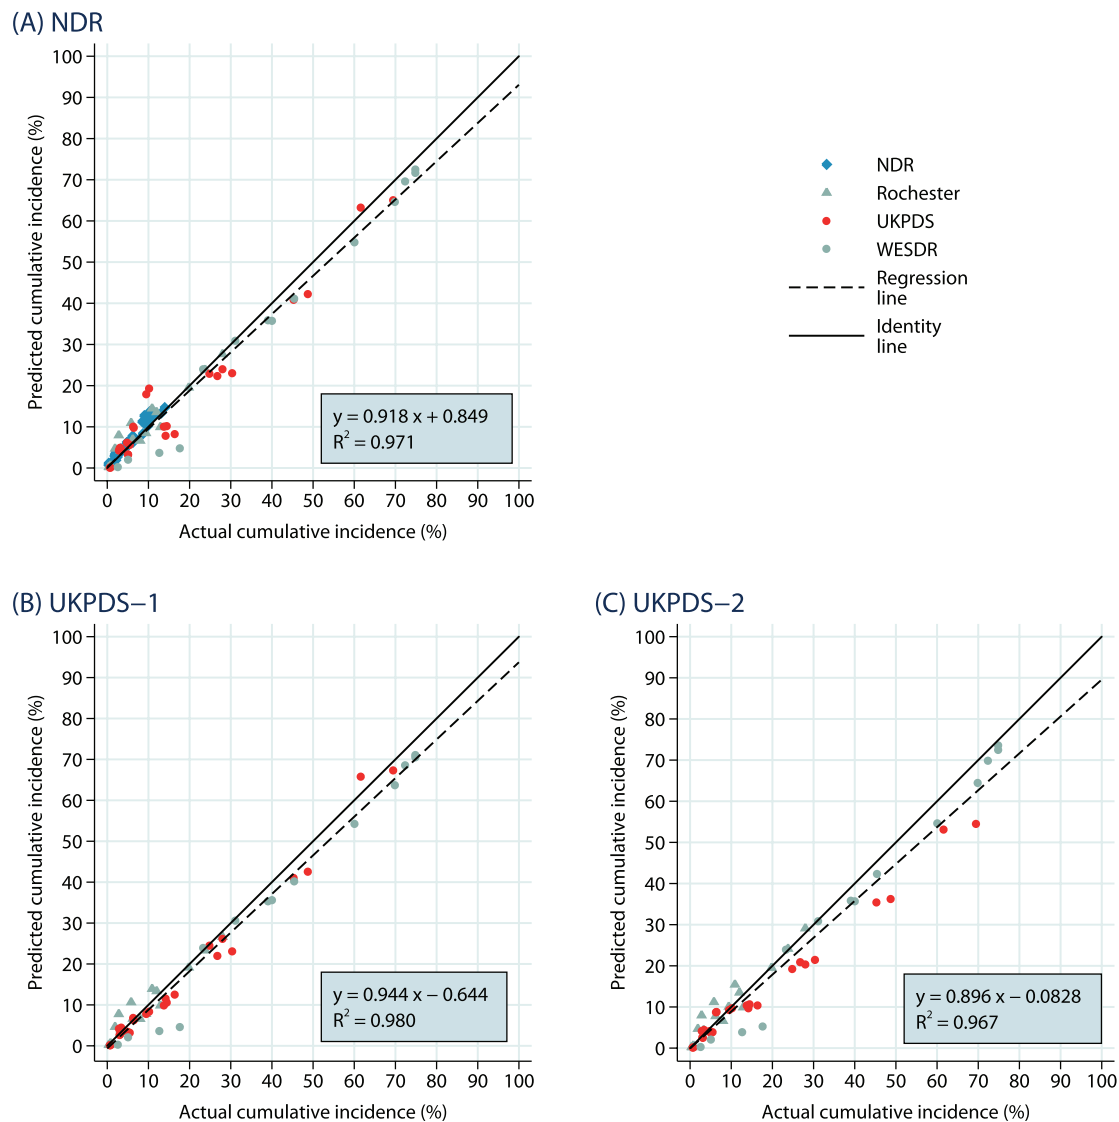 (A) NDR
100
90
80
70
60
50
40
30
20
10
0
Predicted cumulative incidence (%)
y = 0.918 x + 0.849
R² = 0.971
0 10 20 30 40 50 60 70 80 90 100
Actual cumulative incidence (%)
NDR
Rochester
UKPDS
WESDR
Regression
line
Identity
line
(B) UKPDS−1
100
90
80
70
60
50
40
30
20
10
0
Predicted cumulative incidence (%)
y = 0.944 x − 0.644
R² = 0.980
0 10 20 30 40 50 60 70 80 90 100
Actual cumulative incidence (%)
(C) UKPDS−2
100
90
80
70
60
50
40
30
20
10
0
Predicted cumulative incidence (%)
y = 0.896 x − 0.0828
R² = 0.967
0 10 20 30 40 50 60 70 80 90 100
Actual cumulative incidence (%)